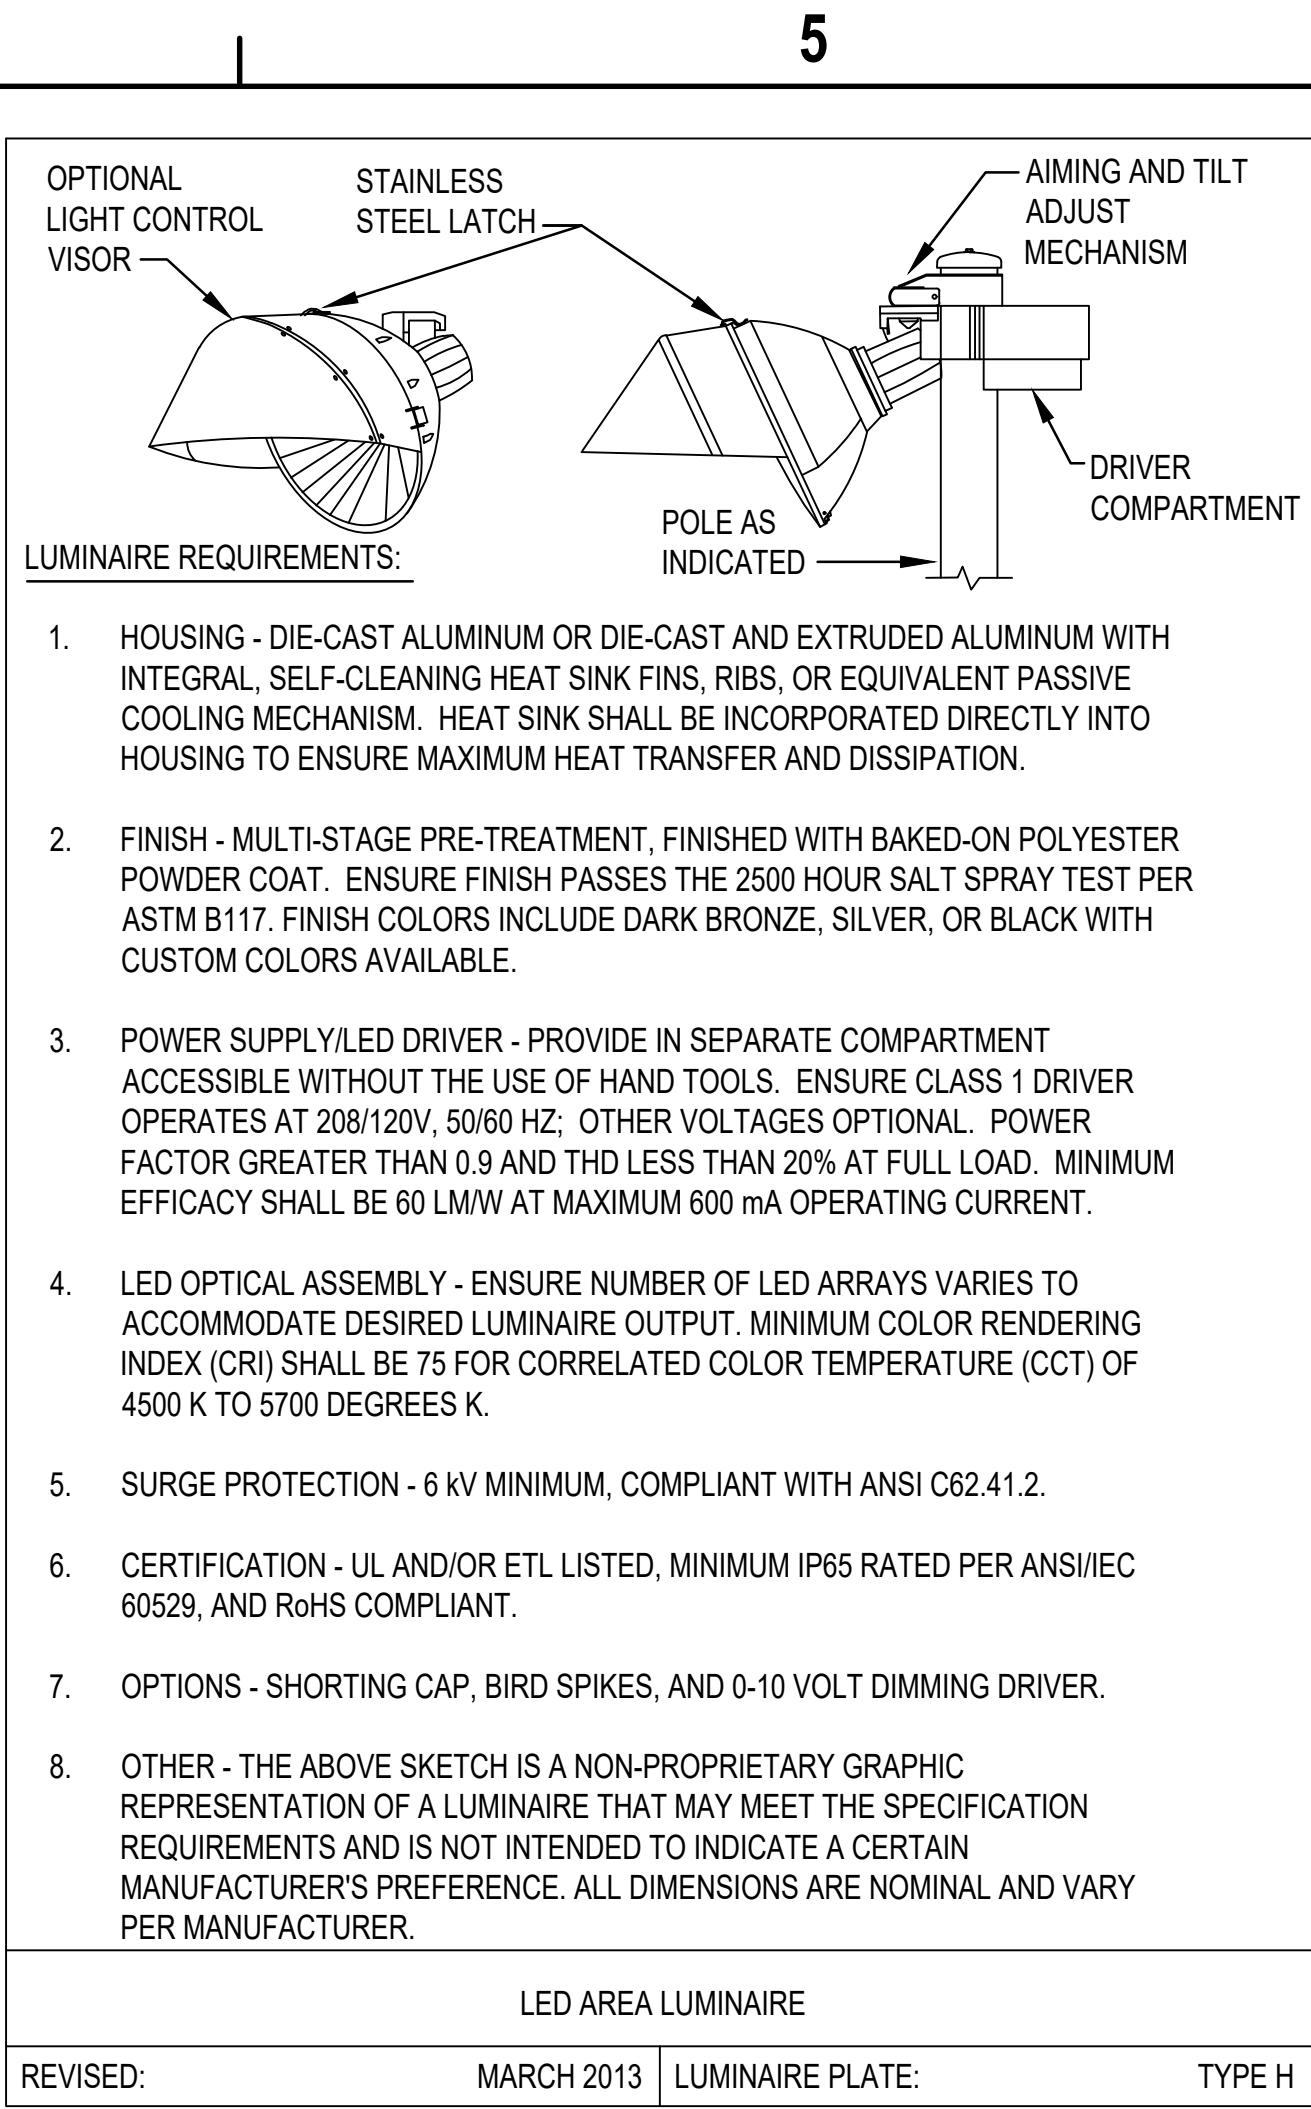 5
OPTIONAL
LIGHT CONTROL
VISOR
STAINLESS
STEEL LATCH
AIMING AND TILT
ADJUST
MECHANISM
DRIVER
COMPARTMENT
POLE AS
INDICATED
LUMINAIRE REQUIREMENTS:
1. HOUSING - DIE-CAST ALUMINUM OR DIE-CAST AND EXTRUDED ALUMINUM WITH
INTEGRAL, SELF-CLEANING HEAT SINK FINS, RIBS, OR EQUIVALENT PASSIVE
COOLING MECHANISM. HEAT SINK SHALL BE INCORPORATED DIRECTLY INTO
HOUSING TO ENSURE MAXIMUM HEAT TRANSFER AND DISSIPATION.
2. FINISH - MULTI-STAGE PRE-TREATMENT, FINISHED WITH BAKED-ON POLYESTER
POWDER COAT. ENSURE FINISH PASSES THE 2500 HOUR SALT SPRAY TEST PER
ASTM B117. FINISH COLORS INCLUDE DARK BRONZE, SILVER, OR BLACK WITH
CUSTOM COLORS AVAILABLE.
3. POWER SUPPLY/LED DRIVER - PROVIDE IN SEPARATE COMPARTMENT
ACCESSIBLE WITHOUT THE USE OF HAND TOOLS. ENSURE CLASS 1 DRIVER
OPERATES AT 208/120V, 50/60 HZ; OTHER VOLTAGES OPTIONAL. POWER
FACTOR GREATER THAN 0.9 AND THD LESS THAN 20% AT FULL LOAD. MINIMUM
EFFICACY SHALL BE 60 LM/W AT MAXIMUM 600 mA OPERATING CURRENT.
4. LED OPTICAL ASSEMBLY - ENSURE NUMBER OF LED ARRAYS VARIES TO
ACCOMMODATE DESIRED LUMINAIRE OUTPUT. MINIMUM COLOR RENDERING
INDEX (CRI) SHALL BE 75 FOR CORRELATED COLOR TEMPERATURE (CCT) OF
4500 K TO 5700 DEGREES K.
5. SURGE PROTECTION - 6 kV MINIMUM, COMPLIANT WITH ANSI C62.41.2.
6. CERTIFICATION - UL AND/OR ETL LISTED, MINIMUM IP65 RATED PER ANSI/IEC
60529, AND RoHS COMPLIANT.
7. OPTIONS - SHORTING CAP, BIRD SPIKES, AND 0-10 VOLT DIMMING DRIVER.
8. OTHER - THE ABOVE SKETCH IS A NON-PROPRIETARY GRAPHIC
REPRESENTATION OF A LUMINAIRE THAT MAY MEET THE SPECIFICATION
REQUIREMENTS AND IS NOT INTENDED TO INDICATE A CERTAIN
MANUFACTURER'S PREFERENCE. ALL DIMENSIONS ARE NOMINAL AND VARY
PER MANUFACTURER.
LED AREA LUMINAIRE
REVISED: MARCH 2013 LUMINAIRE PLATE: TYPE H